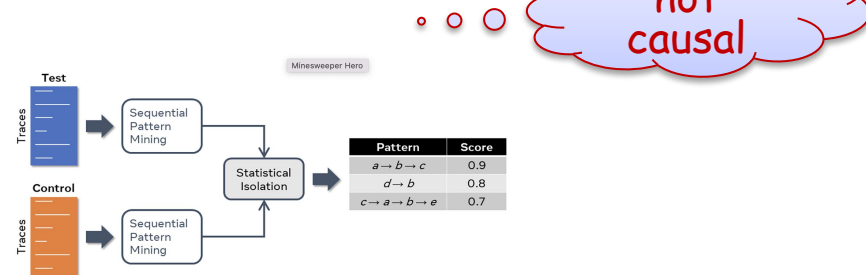 not
causal
Minesweeper Hero
Test
Traces
Sequential
Pattern
Mining
Statistical
Isolation
Pattern Score
a → b → c 0.9
d → b 0.8
c → a → b → e 0.7
Control
Traces
Sequential
Pattern
Mining